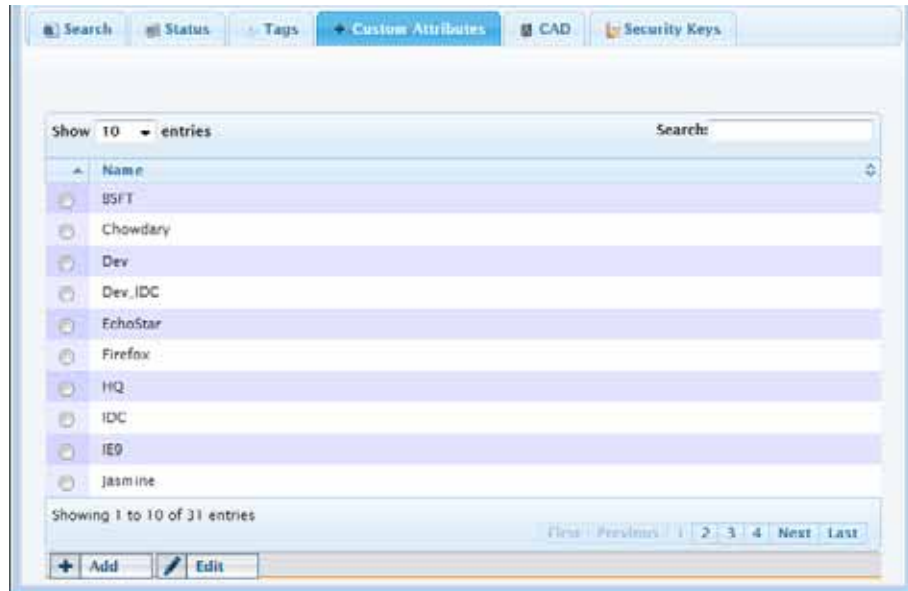 Search Status Tags Custom Attributes CAD Security Keys
Show 10 entries Search:
Name
BSFT
Chowdary
Dev
Dev_IDC
EchoStar
Firefox
HQ
IDC
IE9
Jasmine
Showing 1 to 10 of 31 entries
First Previous 1 2 3 4 Next Last
Add Edit